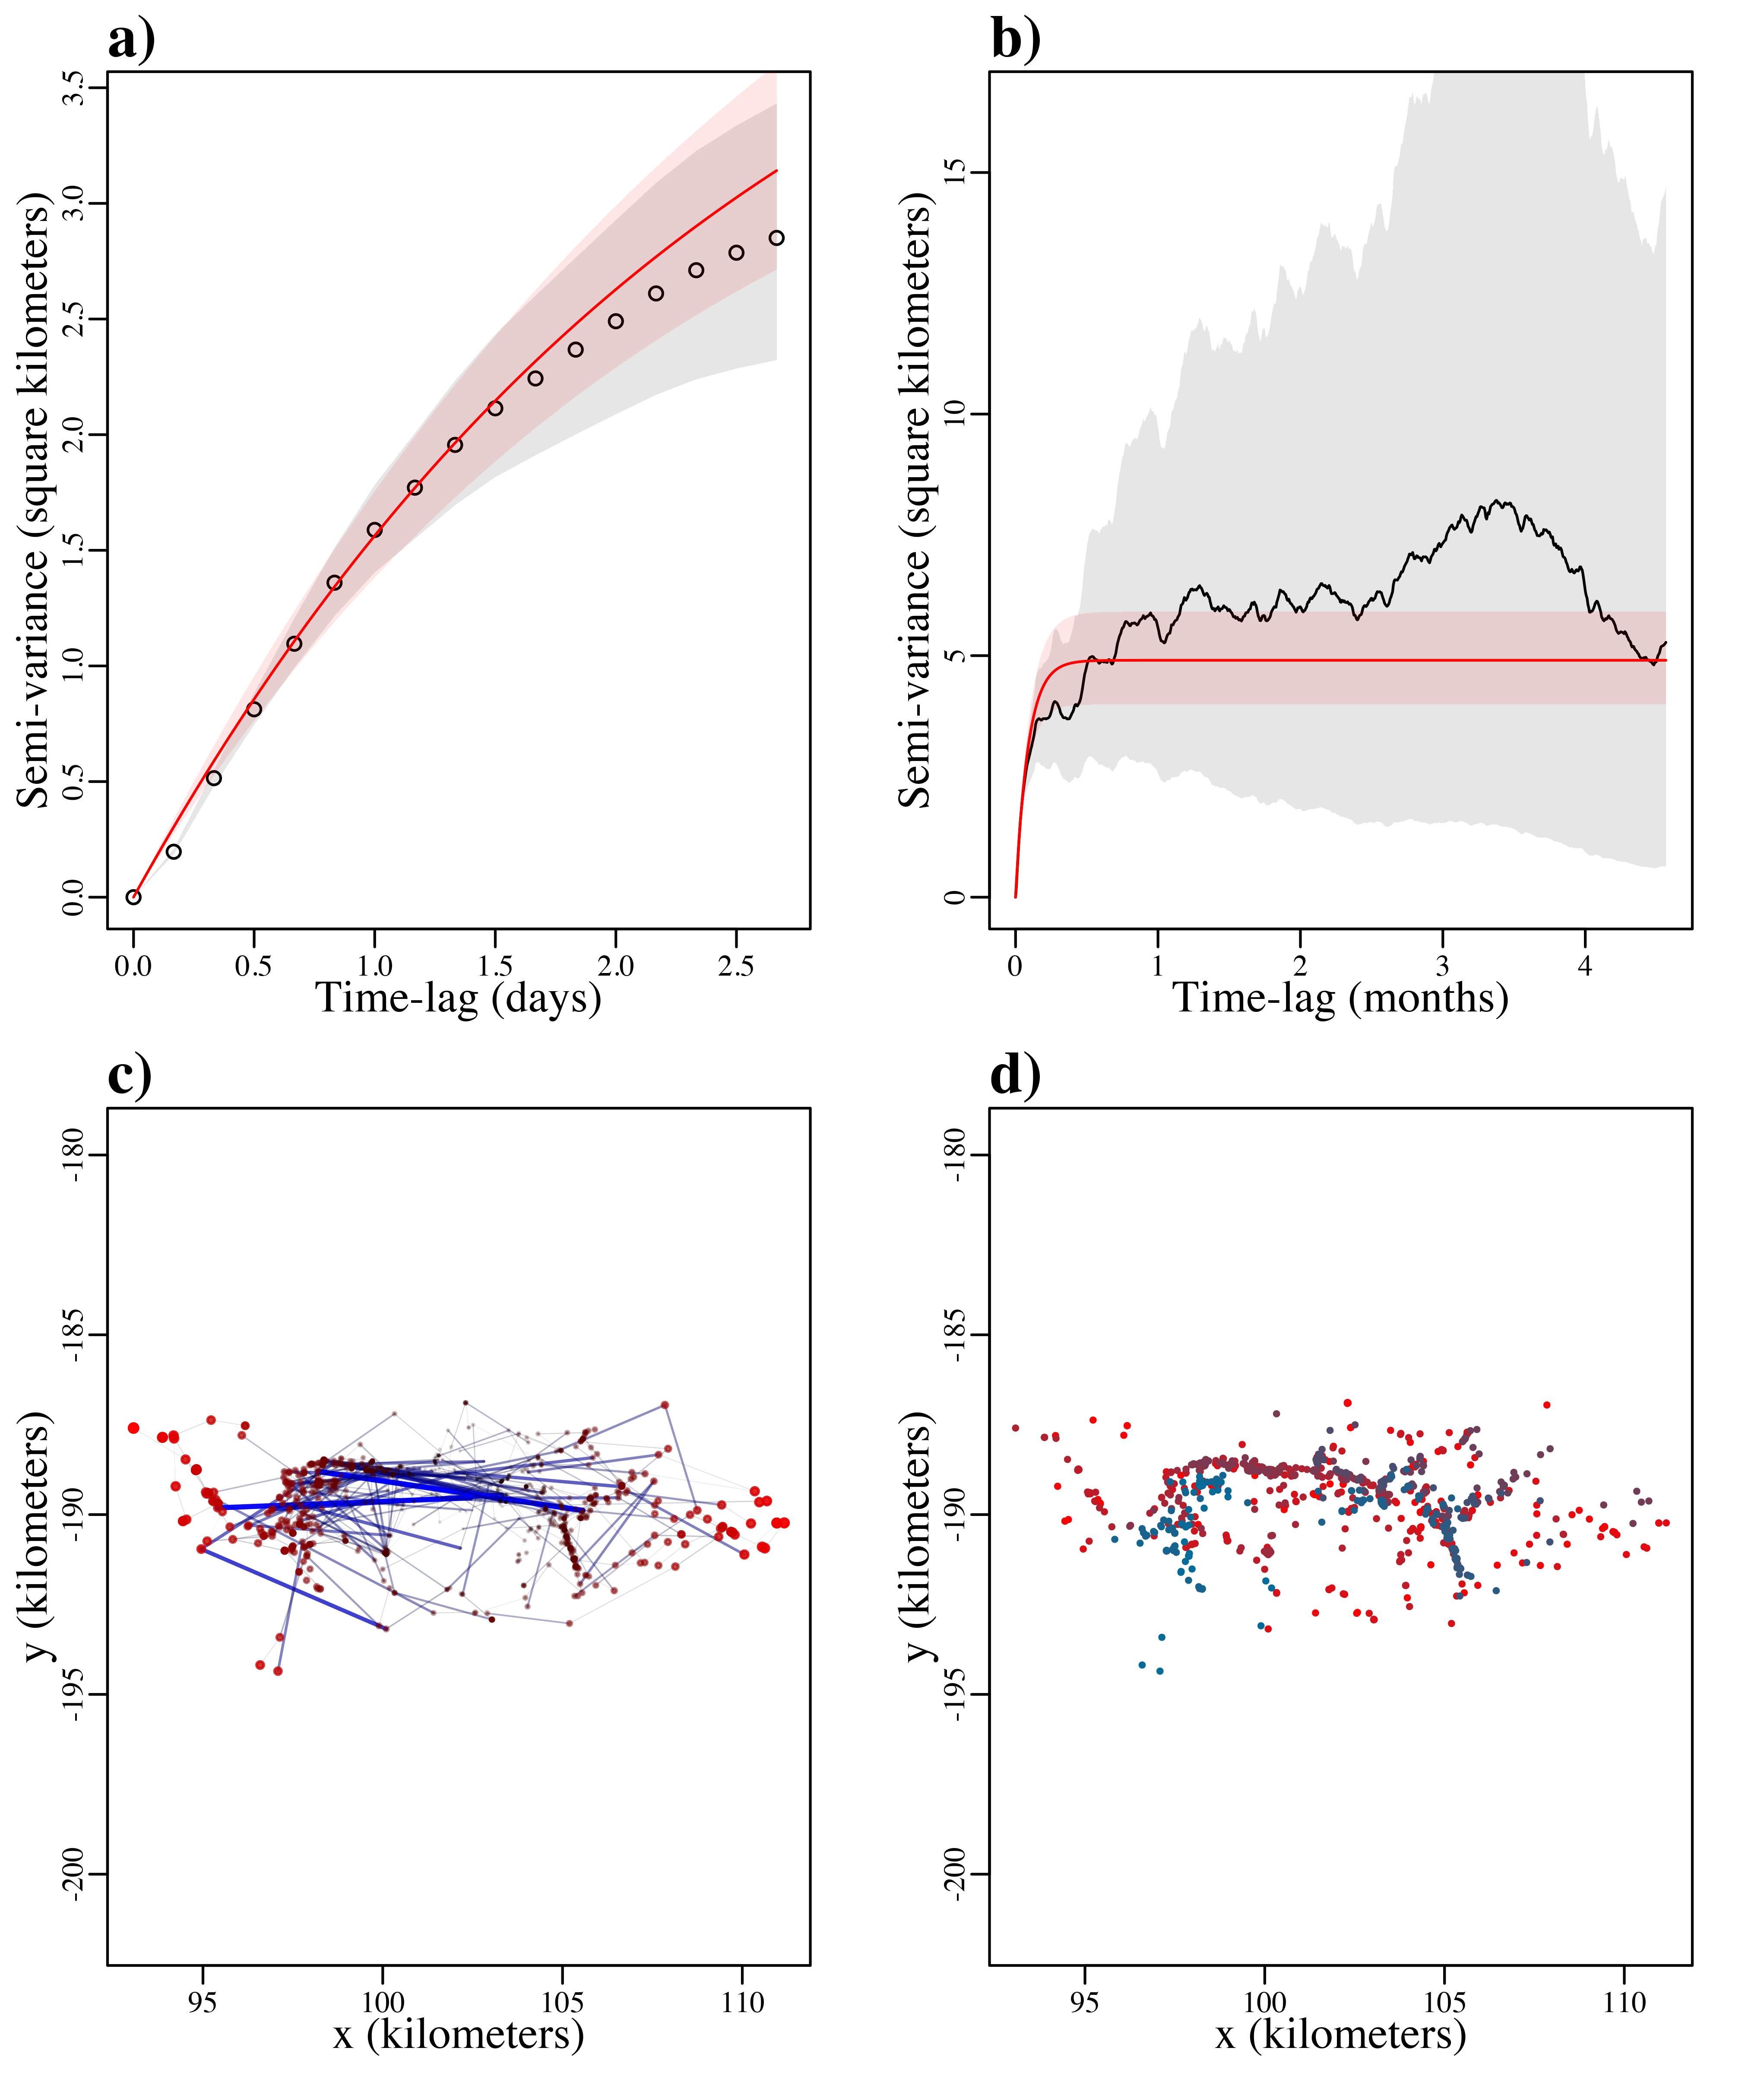 a)
Semi-variance (square kilometers)
3.5
3.0
2.5
2.0
1.5
1.0
0.5
0.0
0.0 0.5 1.0 1.5 2.0 2.5
Time-lag (days)
b)
Semi-variance (square kilometers)
15
10
5
0
0 1 2 3 4
Time-lag (months)
c)
y (kilometers)
-180
-185
-190
-195
-200
95 100 105 110
x (kilometers)
d)
y (kilometers)
-180
-185
-190
-195
-200
95 100 105 110
x (kilometers)